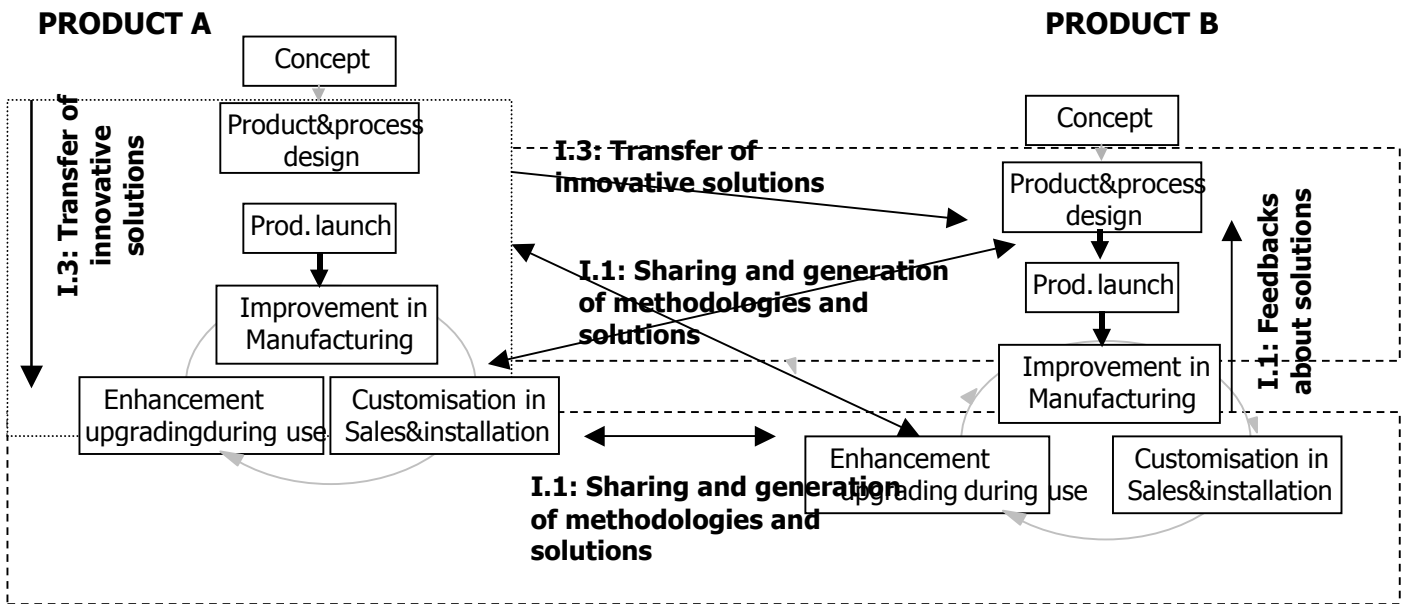 PRODUCT A
PRODUCT B
Concept
Product&process
design
Prod. launch
Improvement in
Manufacturing
Enhancement
upgradingduring use
Customisation in
Sales&installation
I.3: Transfer of
innovative
solutions
I.3: Transfer of
innovative solutions
I.1: Sharing and generation
of methodologies and
solutions
I.1: Sharing and generation
of methodologies and
solutions
Concept
Product&process
design
Prod. launch
Improvement in
Manufacturing
Enhancement
upgrading during use
Customisation in
Sales&installation
I.1: Feedbacks
about solutions